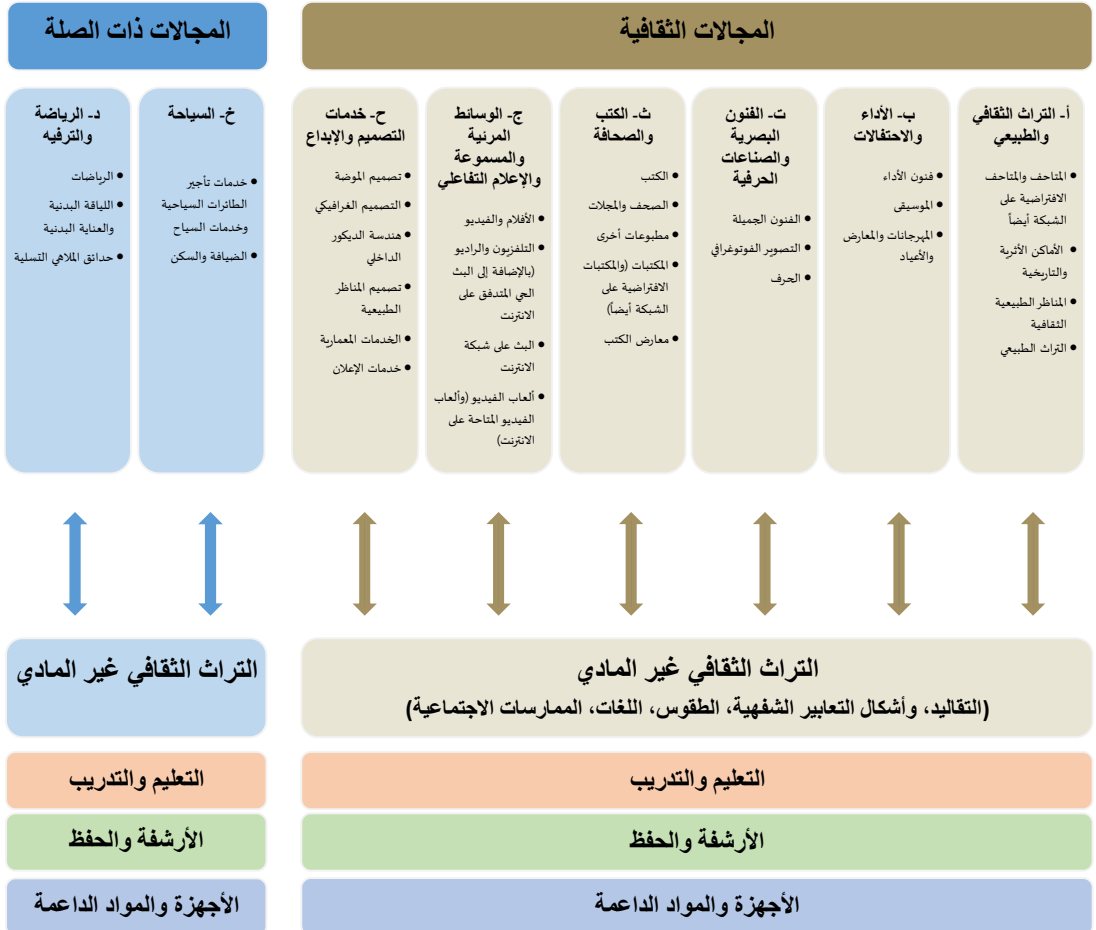 المجالات الثقافية
المجالات ذات الصلة
أ- التراث الثقافي
والطبيعي
• المتاحف والمتاحف
الافتراضية على
الشبكة أيضاً
• الأماكن الأثرية
والتاريخية
• المناظر الطبيعية
الثقافية
• التراث الطبيعي
ب- الأداء
والاحتفالات
• فنون الأداء
• الموسيقى
• المهرجانات والمعارض
والأعياد
ت- الفنون
البصرية
والصناعات
الحرفية
• الفنون الجميلة
• التصوير الفوتوغرافي
• الحرف
ث- الكتب
والصحافة
• الكتب
• الصحف والمجلات
• مطبوعات أخرى
• المكتبات (والمكتبات
الافتراضية على
الشبكة أيضاً)
• معارض الكتب
ج- الوسائط
المرئية
والمسموعة
والإعلام التفاعلي
• الأفلام والفيديو
• التلفزيون والراديو
(بالإضافة إلى البث
الحي المتدفق على
الانترنت
• البث على شبكة
الانترنت
• ألعاب الفيديو (وألعاب
الفيديو المتاحة على
الانترنت)
ح- خدمات
التصميم والإبداع
• تصميم الموضة
• التصميم الغرافيكي
• هندسة الديكور
الداخلي
• تصميم المناظر
الطبيعية
• الخدمات المعمارية
• خدمات الإعلان
خ- السياحة
• خدمات تأجير
الطائرات السياحية
وخدمات السياح
• الضيافة والسكن
د- الرياضة
والترفيه
• الرياضات
• اللياقة البدنية
والعناية البدنية
• حدائق الملاهي التسلية
التراث الثقافي غير المادي
(التقاليد، وأشكال التعابير الشفهية، الطقوس، اللغات، الممارسات الاجتماعية)
التراث الثقافي غير المادي
التعليم والتدريب
التعليم والتدريب
الأرشفة والحفظ
الأرشفة والحفظ
الأجهزة والمواد الداعمة
الأجهزة والمواد الداعمة